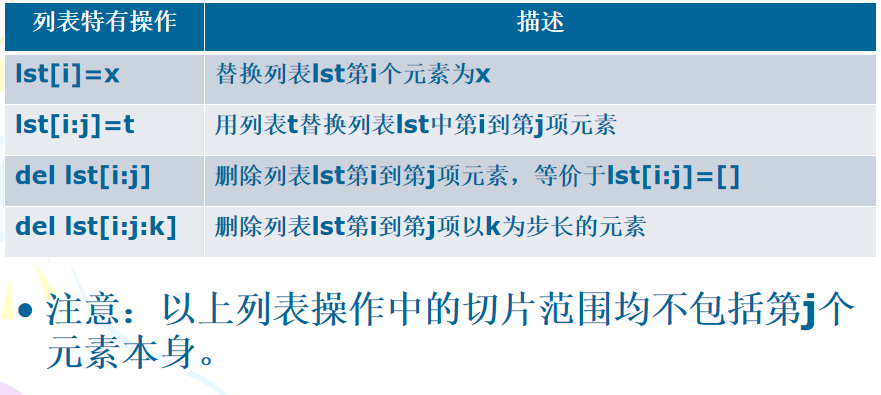 列表特有操作 描述
lst[i]=x 替换列表lst第i个元素为x
lst[i:j]=t 用列表t替换列表lst中第i到第j项元素
del lst[i:j] 删除列表lst第i到第j项元素，等价于lst[i:j]=[]
del lst[i:j:k] 删除列表lst第i到第j项以k为步长的元素
• 注意：以上列表操作中的切片范围均不包括第j个
元素本身。